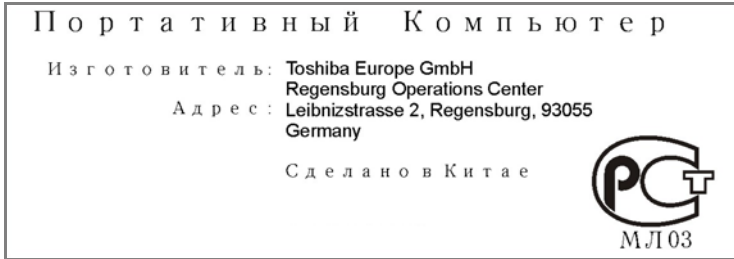 Портативный Компьютер
Изготовитель: Toshiba Europe GmbH
Regensburg Operations Center
Адрес: Leibnizstrasse 2, Regensburg, 93055
Germany
Сделано в Китае
РСТ
МЛ03